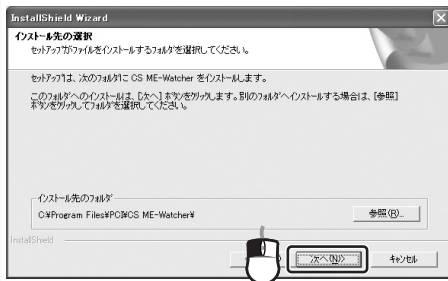 InstallShield Wizard
インストール先の選択
セットアップがファイルをインストールするフォルダを選択してください。
セットアップは、次のフォルダに CS ME-Watcher をインストールします。
このフォルダへのインストールは、[次へ] ボタンをクリックします。別のフォルダへインストールする場合は、[参照]
ボタンをクリックしてフォルダを選択してください。
インストール先のフォルダ
C:¥Program Files¥PCI¥CS ME-Watcher¥
参照(R)...
InstallShield
次へ(N)>
キャンセル